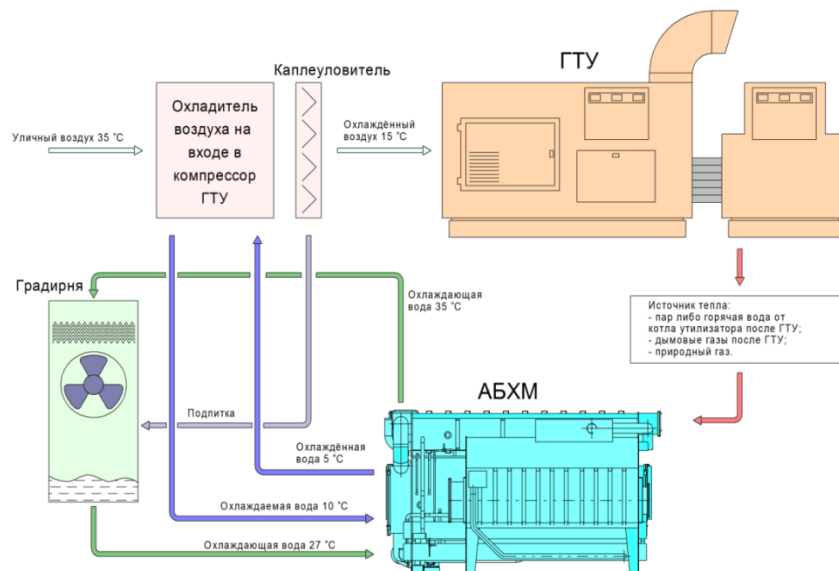 ГТУ
Каплеуловитель
Охладитель
воздуха на
входе в
компрессор
ГТУ
Уличный воздух 35 °C
Охлаждённый
воздух 15 °C
Градирня
Охлаждающая
вода 35 °C
Источник тепла:
- пар либо горячая вода от
котла утилизатора после ГТУ;
- дымовые газы после ГТУ;
- природный газ.
АБХМ
Подпитка
Охлаждённая
вода 5 °C
Охлаждаемая вода 10 °C
Охлаждающая вода 27 °C